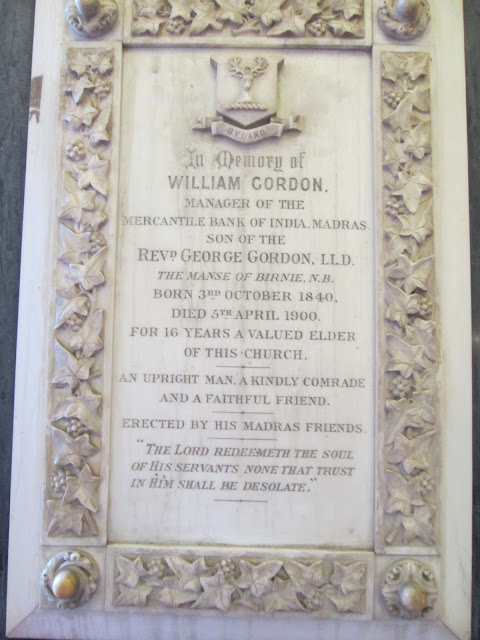 BYDAND
In Memory of
WILLIAM GORDON,
MANAGER OF THE
MERCANTILE BANK OF INDIA, MADRAS.
SON OF THE
REVD GEORGE GORDON, LL.D.
THE MANSE OF BIRNIE, N.B.
BORN 3RD OCTOBER 1840,
DIED 5TH APRIL 1900.
FOR 16 YEARS A VALUED ELDER
OF THIS CHURCH.
AN UPRIGHT MAN, A KINDLY COMRADE
AND A FAITHFUL FRIEND.
ERECTED BY HIS MADRAS FRIENDS.
"THE LORD REDEEMETH THE SOUL
OF HIS SERVANTS NONE THAT TRUST
IN HIM SHALL BE DESOLATE."